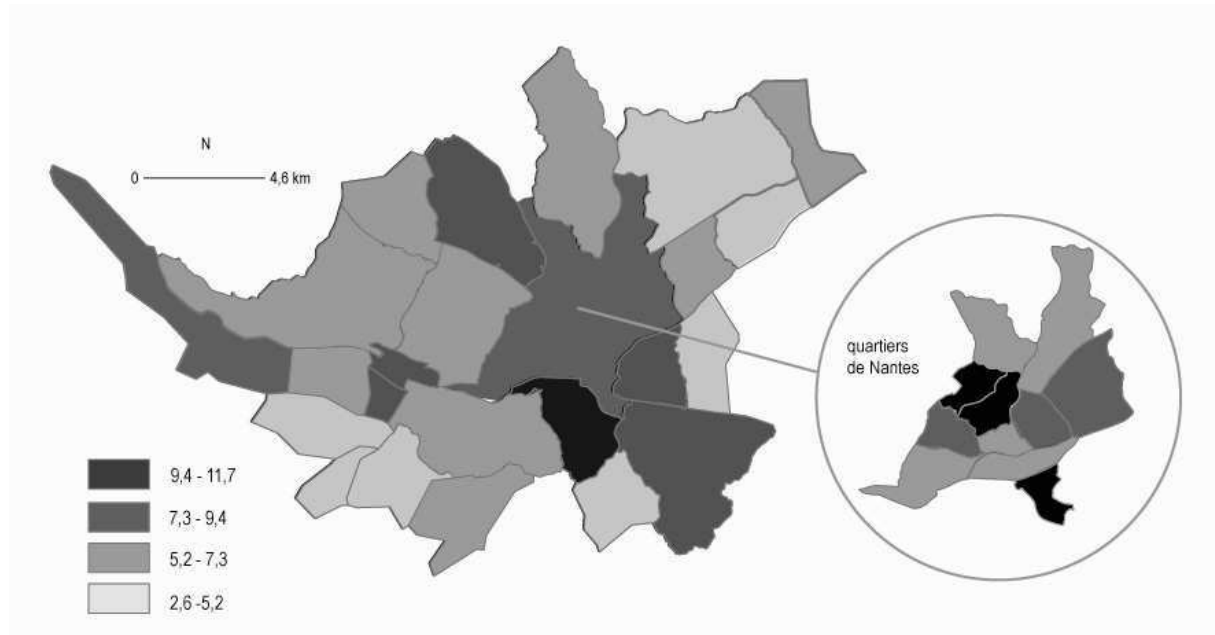 N
0 4,6 km
quartiers
de Nantes
9,4 - 11,7
7,3 - 9,4
5,2 - 7,3
2,6 -5,2